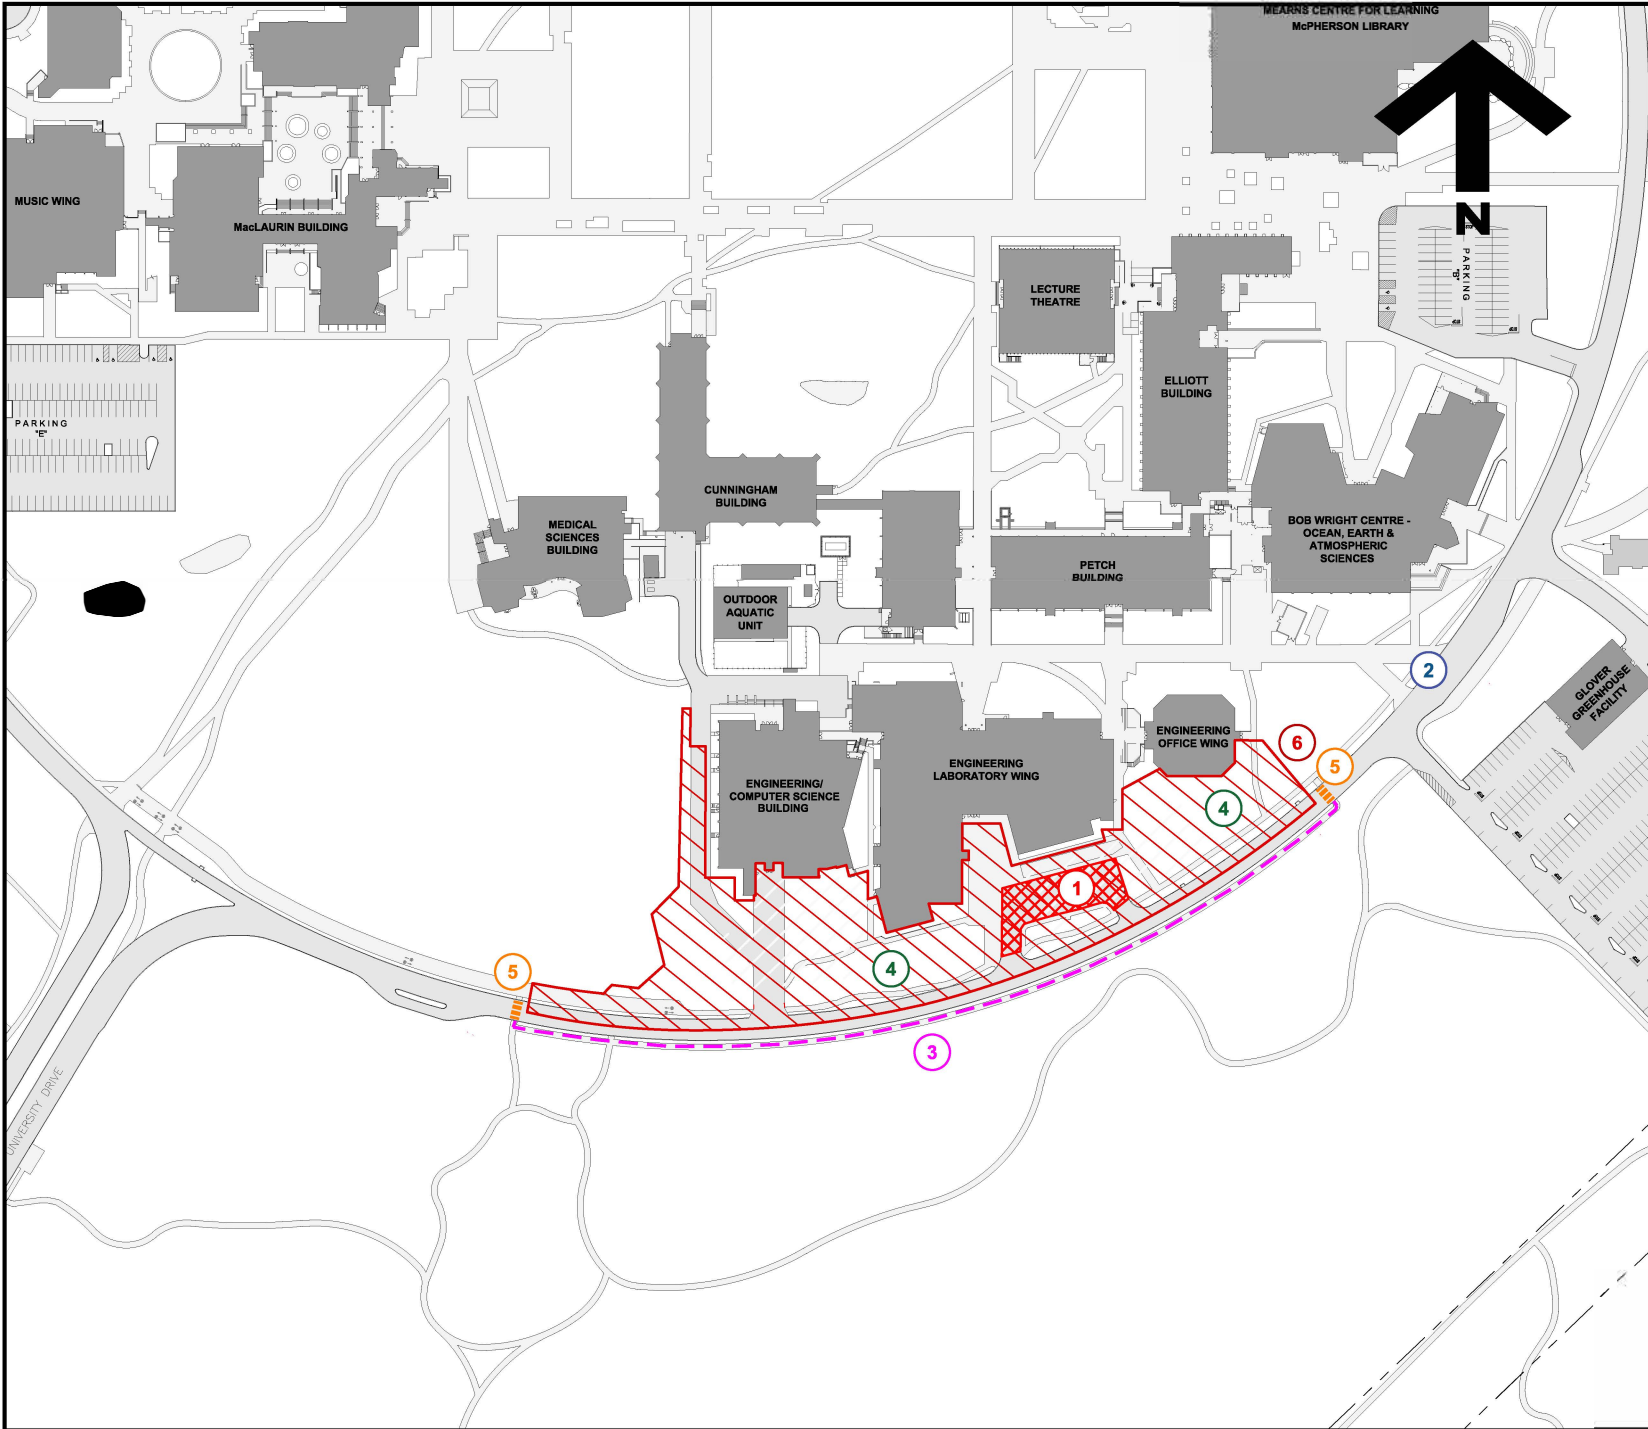 MEARNS CENTRE FOR LEARNING
McPHERSON LIBRARY
N
MUSIC WING
MacLAURIN BUILDING
PARKING
"B"
LECTURE
THEATRE
ELLIOTT
BUILDING
PARKING
"E"
CUNNINGHAM
BUILDING
MEDICAL
SCIENCES
BUILDING
BOB WRIGHT CENTRE -
OCEAN, EARTH &
ATMOSPHERIC
SCIENCES
PETCH
BUILDING
OUTDOOR
AQUATIC
UNIT
2
GLOVER
GREENHOUSE
FACILITY
ENGINEERING
OFFICE WING
6
5
ENGINEERING
LABORATORY WING
ENGINEERING/
COMPUTER SCIENCE
BUILDING
4
1
4
5
3
UNIVERSITY DRIVE